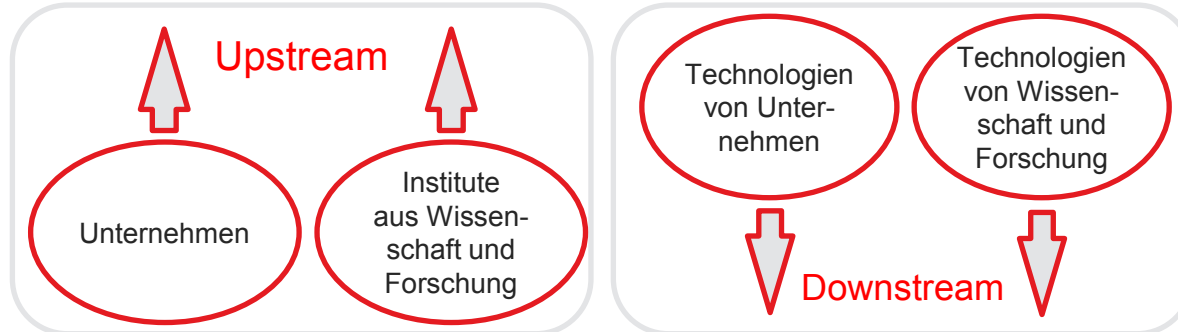 Upstream
Unternehmen
Institute
aus Wissen-
schaft und
Forschung
Technologien
von Unter-
nehmen
Technologien
von Wissen-
schaft und
Forschung
Downstream